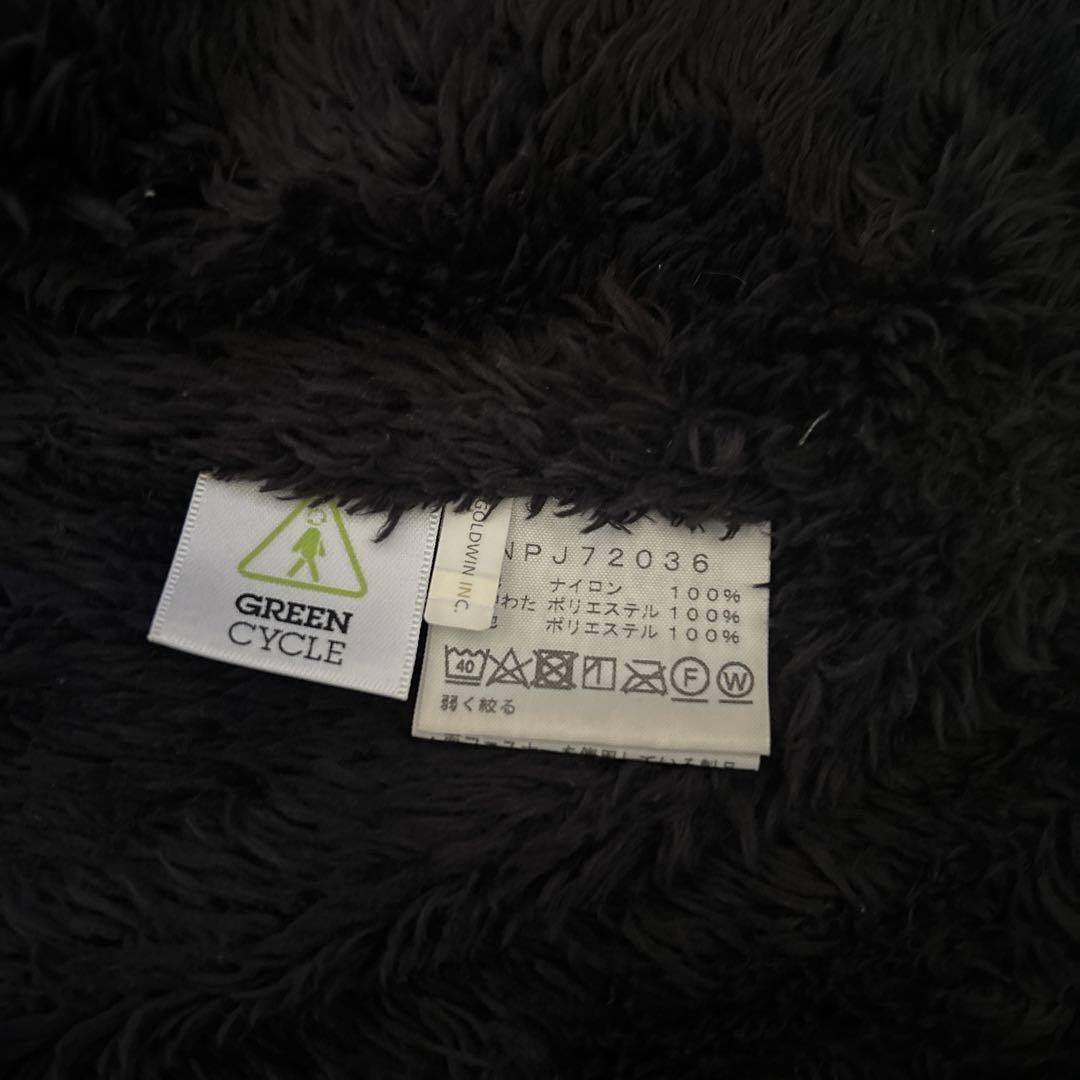 GREEN
CYCLE
GOLDWIN INC.
NPJ72036
ナイロン 100%
わた ポリエステル 100%
ポリエステル 100%
40
F
W
弱く絞る